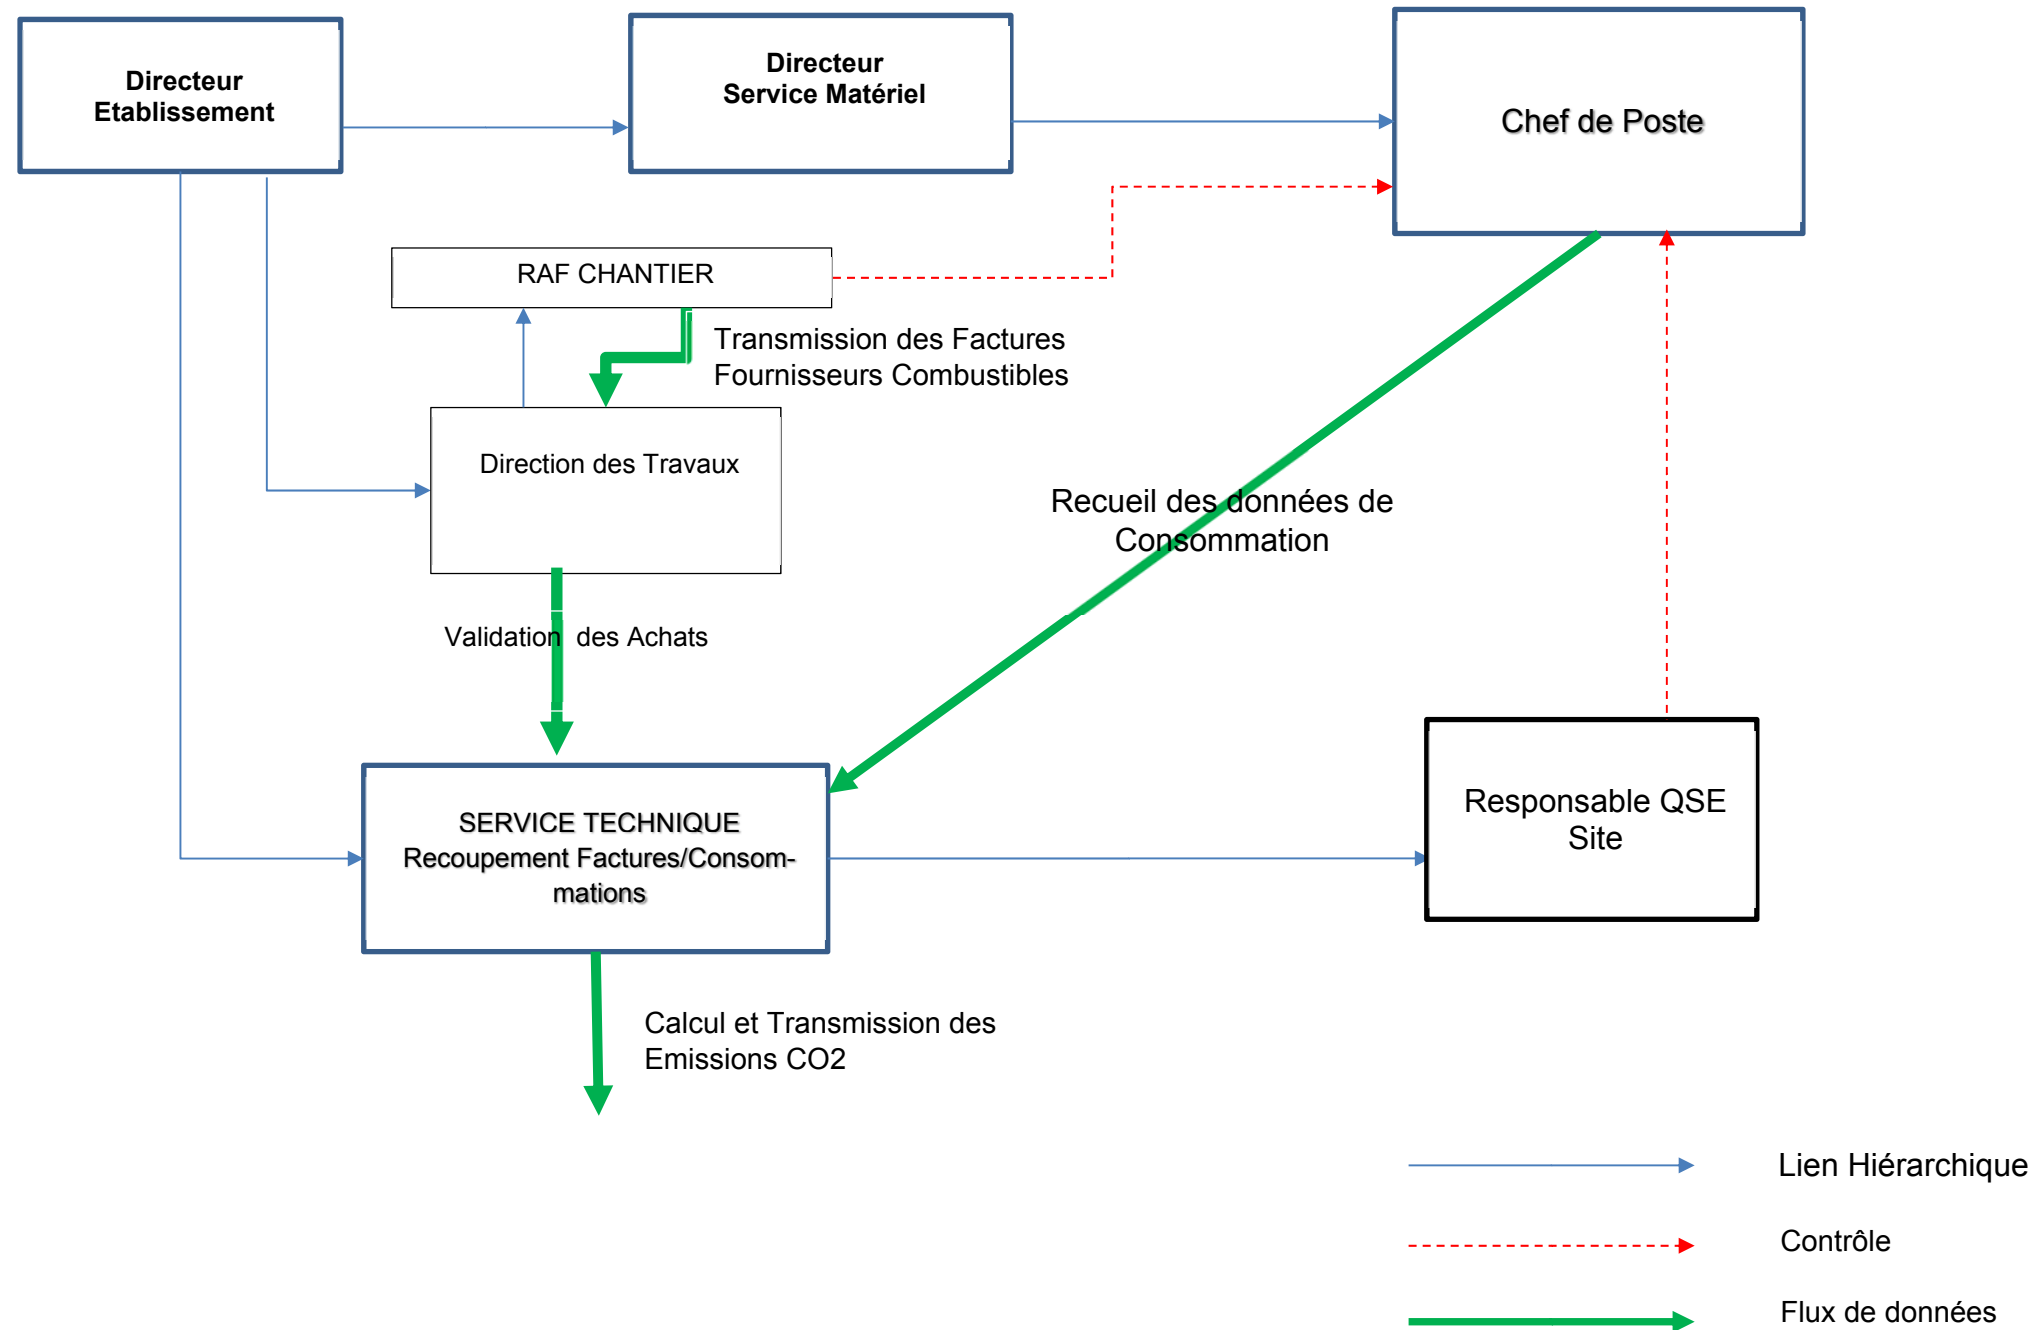 Directeur
Etablissement
Directeur
Service Matériel
Chef de Poste
RAF CHANTIER
Transmission des Factures
Fournisseurs Combustibles
Direction des Travaux
Recueil des données de
Consommation
Validation  des Achats
SERVICE TECHNIQUE
Recoupement Factures/Consom-
mations
Responsable QSE
Site
Calcul et Transmission des
Emissions CO2
Lien Hiérarchique
Contrôle
Flux de données